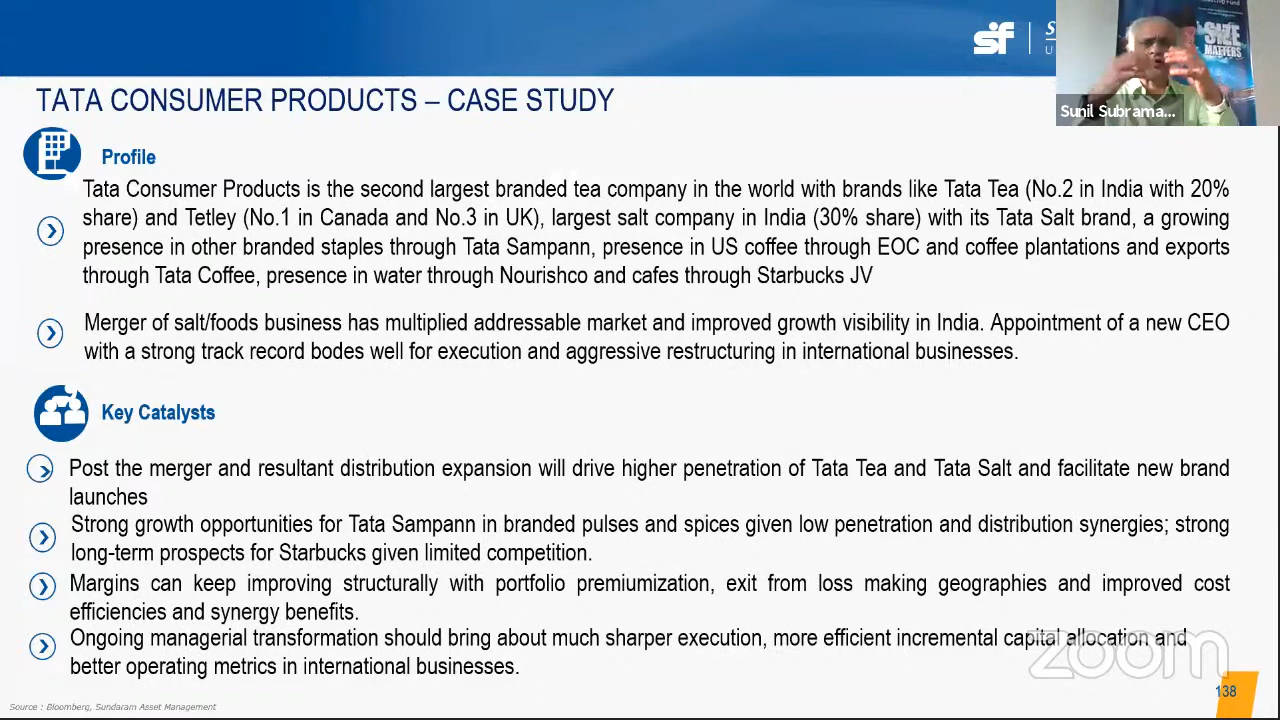 sf
SIZE
MATTERS
Sunil Subrama...
TATA CONSUMER PRODUCTS – CASE STUDY
Profile
Tata Consumer Products is the second largest branded tea company in the world with brands like Tata Tea (No.2 in India with 20%
share) and Tetley (No.1 in Canada and No.3 in UK), largest salt company in India (30% share) with its Tata Salt brand, a growing
presence in other branded staples through Tata Sampann, presence in US coffee through EOC and coffee plantations and exports
through Tata Coffee, presence in water through Nourishco and cafes through Starbucks JV
Merger of salt/foods business has multiplied addressable market and improved growth visibility in India. Appointment of a new CEO
with a strong track record bodes well for execution and aggressive restructuring in international businesses.
Key Catalysts
Post the merger and resultant distribution expansion will drive higher penetration of Tata Tea and Tata Salt and facilitate new brand
launches
Strong growth opportunities for Tata Sampann in branded pulses and spices given low penetration and distribution synergies; strong
long-term prospects for Starbucks given limited competition.
Margins can keep improving structurally with portfolio premiumization, exit from loss making geographies and improved cost
efficiencies and synergy benefits.
Ongoing managerial transformation should bring about much sharper execution, more efficient incremental capital allocation and
better operating metrics in international businesses.
zoom
138
Source : Bloomberg, Sundaram Asset Management